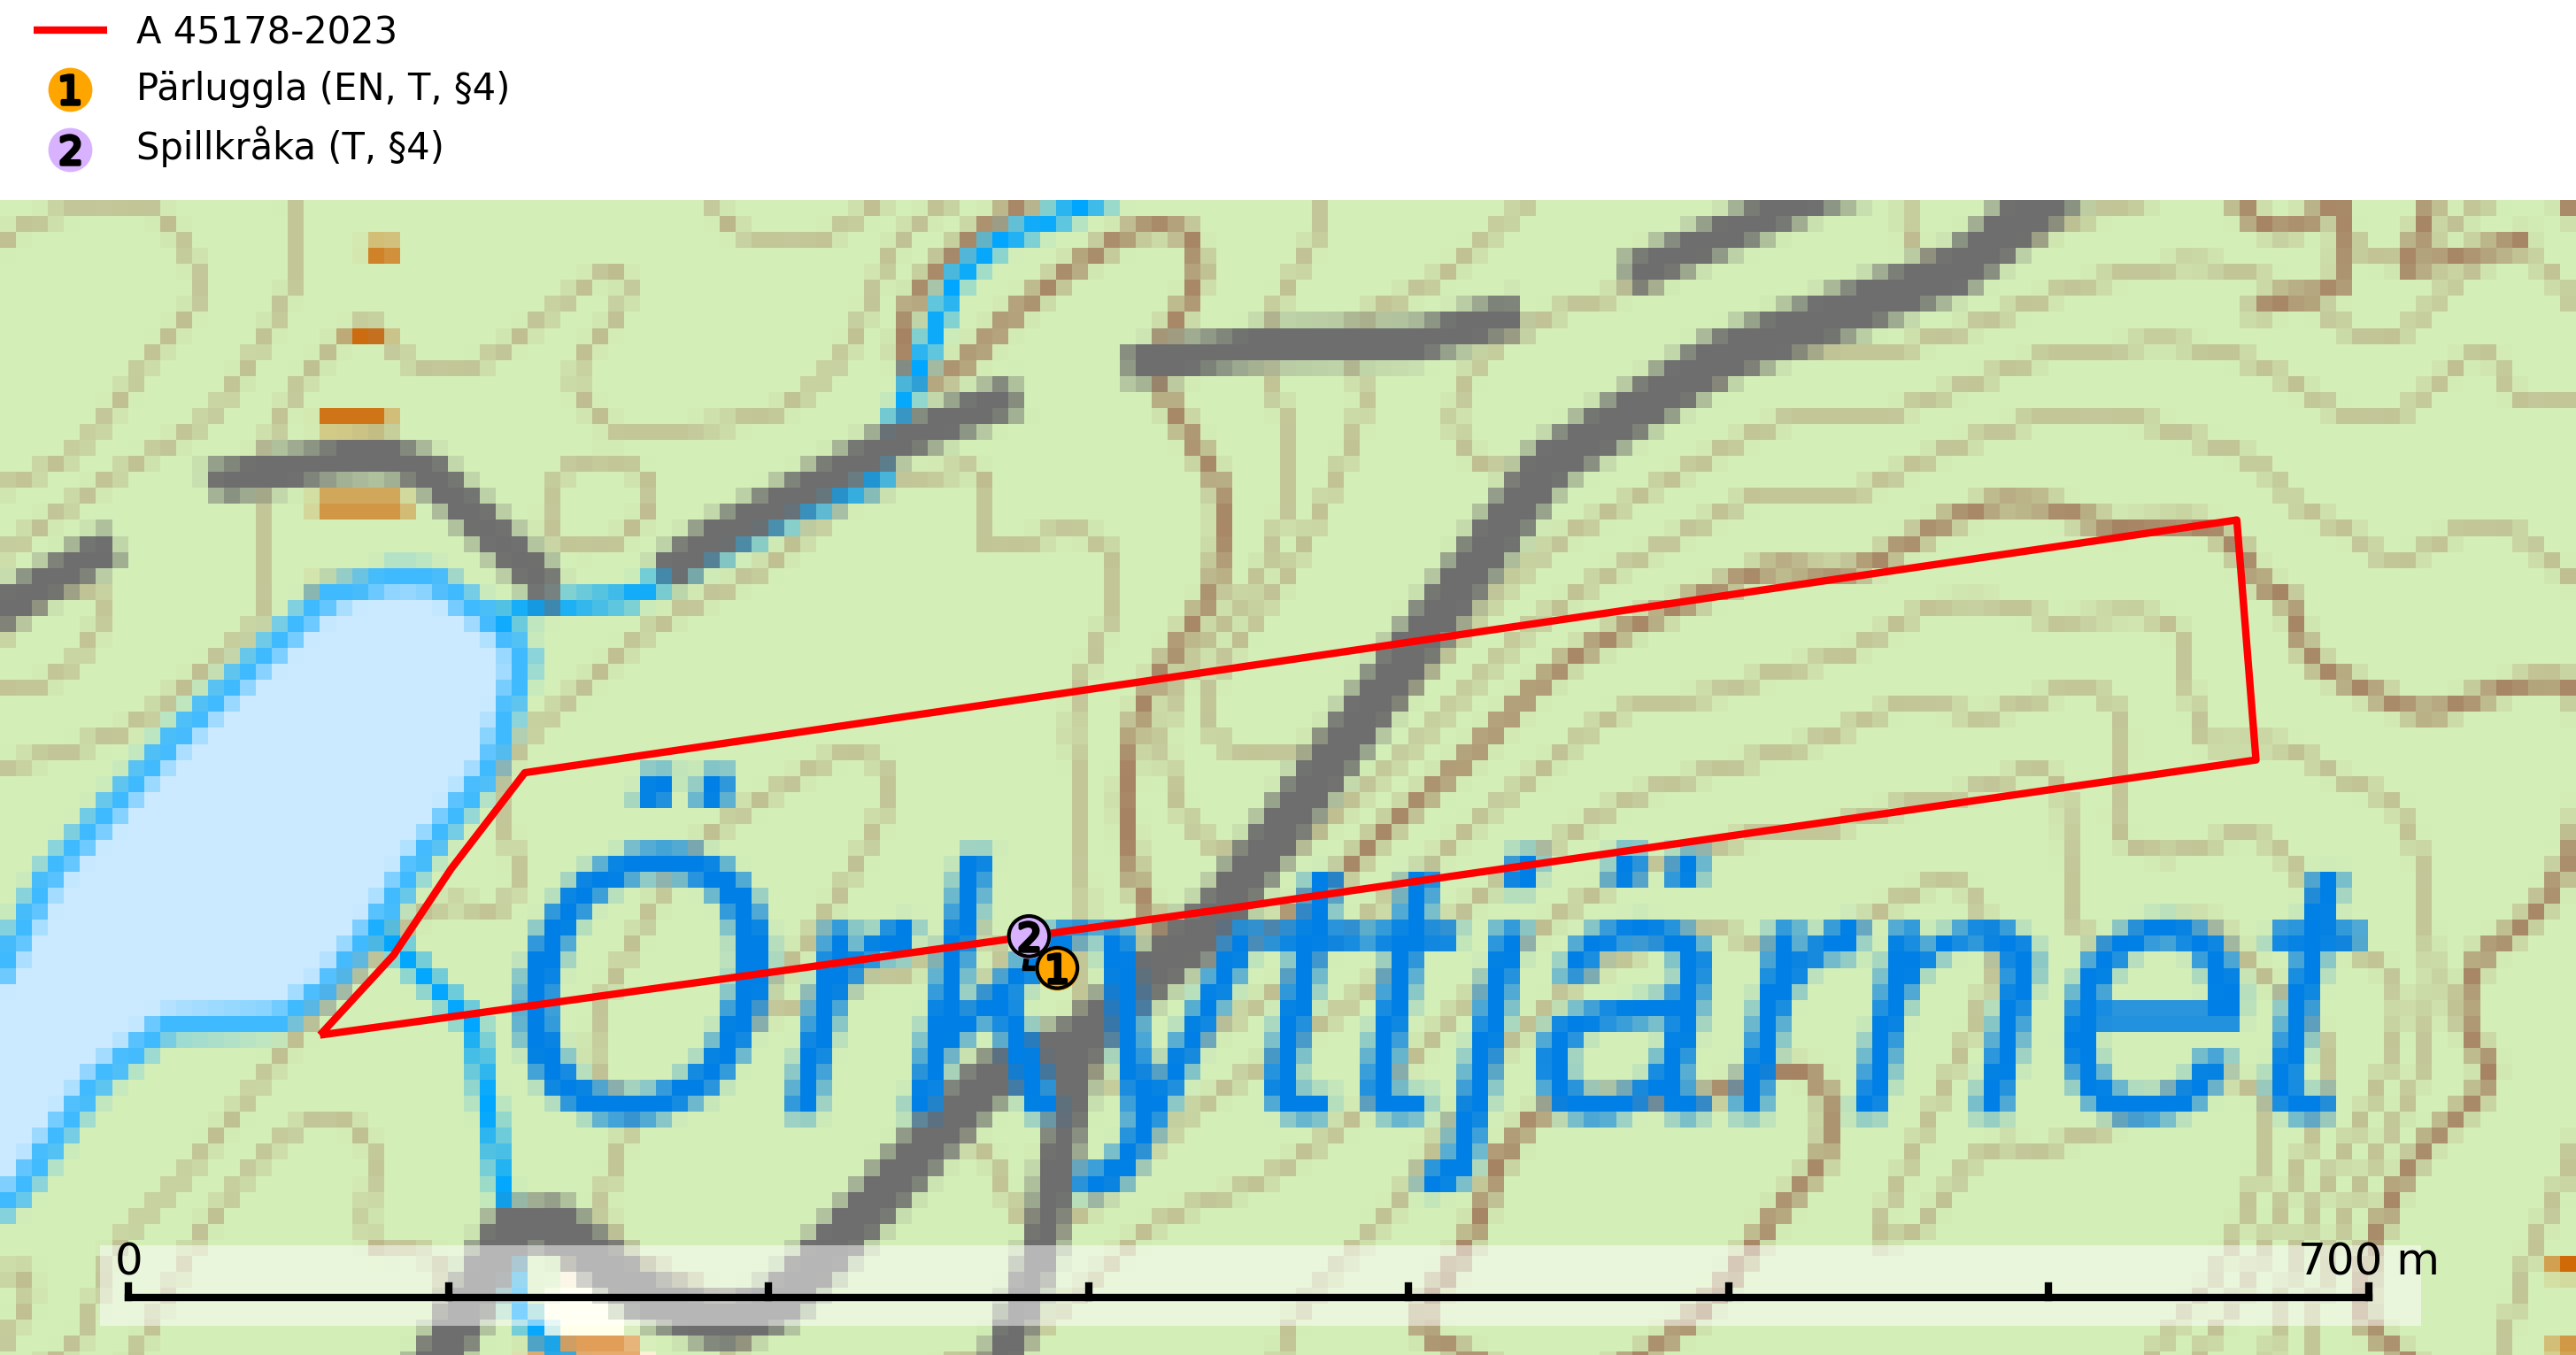 A 45178-2023
1 Pärluggla (EN, T, §4)
2 Spillkråka (T, §4)
Örkyttjärnet
2
1
0 700 m